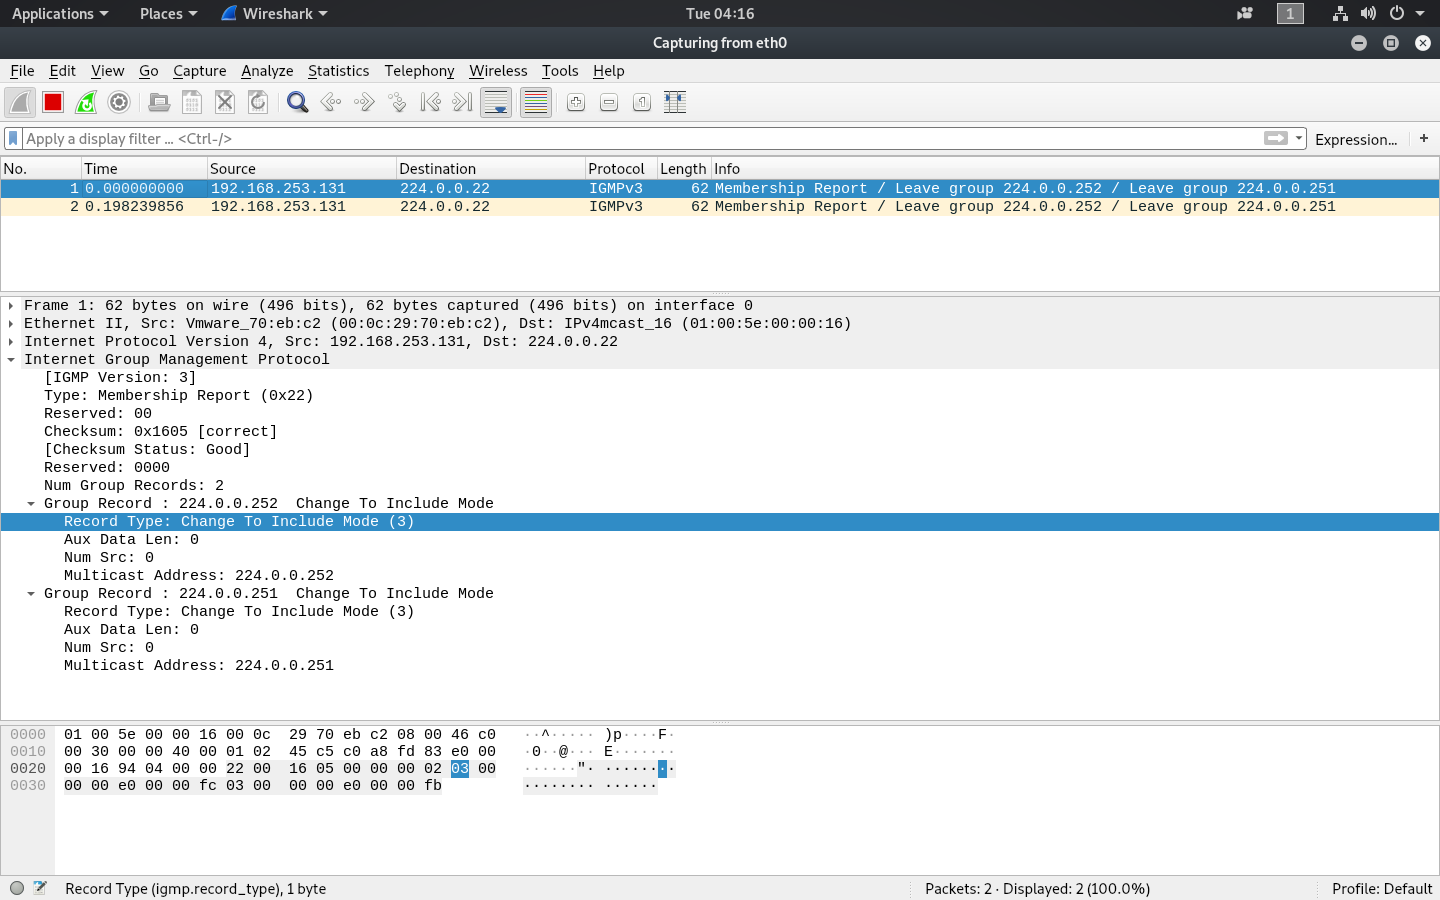 Applications Places Wireshark Tue 04:16 1
Capturing from eth0
File Edit View Go Capture Analyze Statistics Telephony Wireless Tools Help
Apply a display filter ... <Ctrl-/> Expression... +
No. Time Source Destination Protocol Length Info
1 0.000000000 192.168.253.131 224.0.0.22 IGMPv3 62 Membership Report / Leave group 224.0.0.252 / Leave group 224.0.0.251
2 0.198239856 192.168.253.131 224.0.0.22 IGMPv3 62 Membership Report / Leave group 224.0.0.252 / Leave group 224.0.0.251
Frame 1: 62 bytes on wire (496 bits), 62 bytes captured (496 bits) on interface 0
Ethernet II, Src: Vmware_70:eb:c2 (00:0c:29:70:eb:c2), Dst: IPv4mcast_16 (01:00:5e:00:00:16)
Internet Protocol Version 4, Src: 192.168.253.131, Dst: 224.0.0.22
Internet Group Management Protocol
[IGMP Version: 3]
Type: Membership Report (0x22)
Reserved: 00
Checksum: 0x1605 [correct]
[Checksum Status: Good]
Reserved: 0000
Num Group Records: 2
Group Record : 224.0.0.252  Change To Include Mode
Record Type: Change To Include Mode (3)
Aux Data Len: 0
Num Src: 0
Multicast Address: 224.0.0.252
Group Record : 224.0.0.251  Change To Include Mode
Record Type: Change To Include Mode (3)
Aux Data Len: 0
Num Src: 0
Multicast Address: 224.0.0.251
0000 01 00 5e 00 00 16 00 0c 29 70 eb c2 08 00 46 c0 ··^····· )p····F·
0010 00 30 00 00 40 00 01 02 45 c5 c0 a8 fd 83 e0 00 ·0··@··· E·······
0020 00 16 94 04 00 00 22 00 16 05 00 00 00 02 03 00 ······"· ········
0030 00 00 e0 00 00 fc 03 00 00 00 e0 00 00 fb ········ ······
Record Type (igmp.record_type), 1 byte Packets: 2 · Displayed: 2 (100.0%) Profile: Default